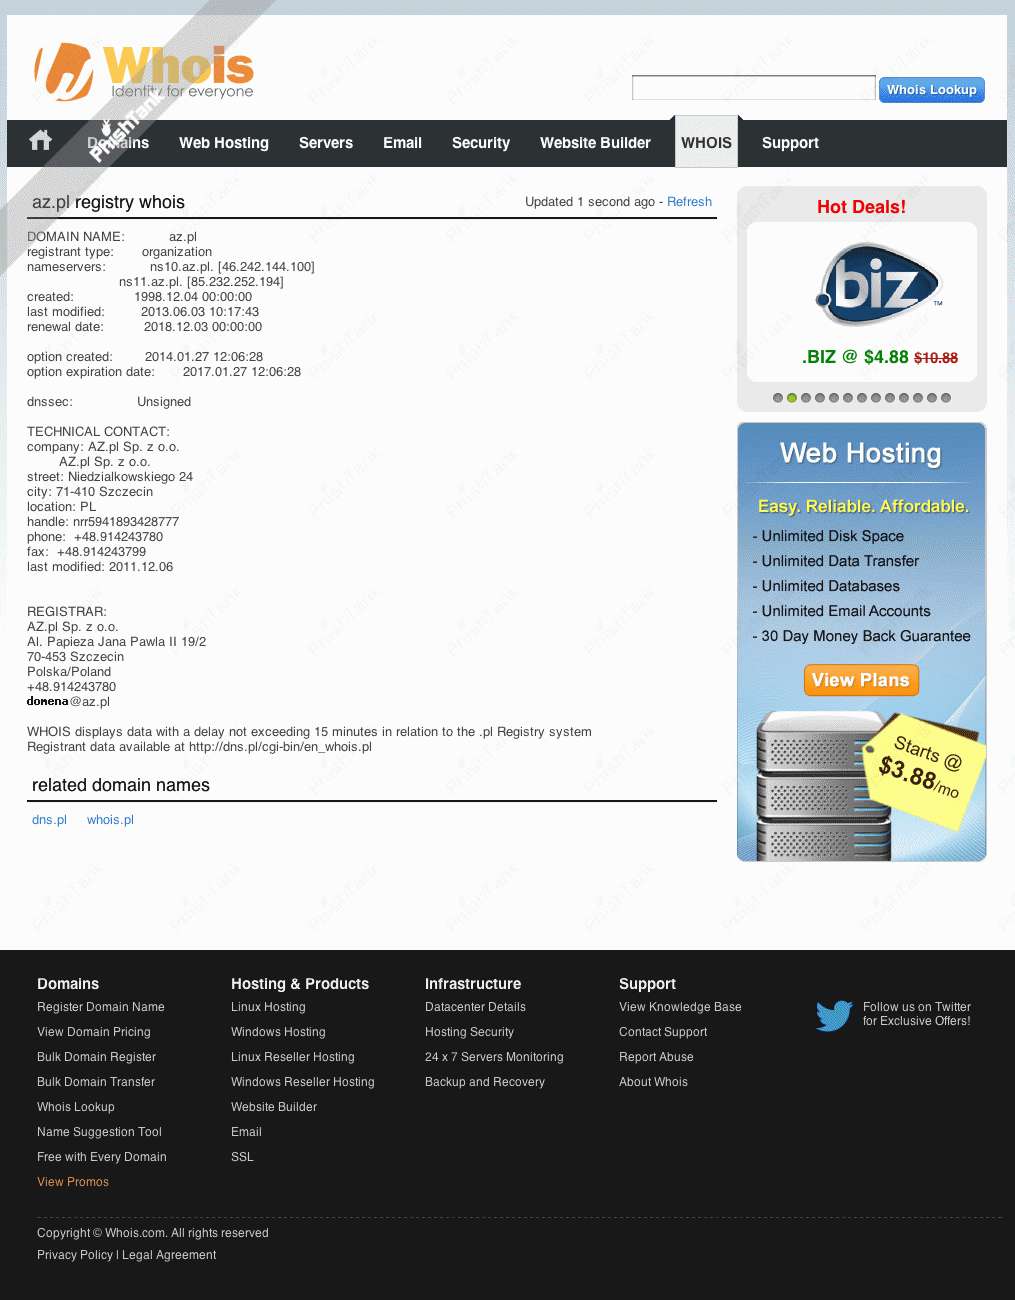 Whois
Identity for everyone
Whois Lookup
PhishTank
Domains Web Hosting Servers Email Security Website Builder WHOIS Support
az.pl registry whois
Updated 1 second ago - Refresh
DOMAIN NAME: az.pl
registrant type: organization
nameservers: ns10.az.pl. [46.242.144.100]
ns11.az.pl. [85.232.252.194]
created: 1998.12.04 00:00:00
last modified: 2013.06.03 10:17:43
renewal date: 2018.12.03 00:00:00
option created: 2014.01.27 12:06:28
option expiration date: 2017.01.27 12:06:28
dnssec: Unsigned
TECHNICAL CONTACT:
company: AZ.pl Sp. z o.o.
AZ.pl Sp. z o.o.
street: Niedzialkowskiego 24
city: 71-410 Szczecin
location: PL
handle: nrr5941893428777
phone: +48.914243780
fax: +48.914243799
last modified: 2011.12.06
REGISTRAR:
AZ.pl Sp. z o.o.
Al. Papieza Jana Pawla II 19/2
70-453 Szczecin
Polska/Poland
+48.914243780
domena@az.pl
WHOIS displays data with a delay not exceeding 15 minutes in relation to the .pl Registry system
Registrant data available at http://dns.pl/cgi-bin/en_whois.pl
related domain names
dns.pl whois.pl
Hot Deals!
biz ™
.BIZ @ $4.88 $10.88
Web Hosting
Easy. Reliable. Affordable.
- Unlimited Disk Space
- Unlimited Data Transfer
- Unlimited Databases
- Unlimited Email Accounts
- 30 Day Money Back Guarantee
View Plans
Starts @
$3.88/mo
Domains
Register Domain Name
View Domain Pricing
Bulk Domain Register
Bulk Domain Transfer
Whois Lookup
Name Suggestion Tool
Free with Every Domain
View Promos
Hosting & Products
Linux Hosting
Windows Hosting
Linux Reseller Hosting
Windows Reseller Hosting
Website Builder
Email
SSL
Infrastructure
Datacenter Details
Hosting Security
24 x 7 Servers Monitoring
Backup and Recovery
Support
View Knowledge Base
Contact Support
Report Abuse
About Whois
Follow us on Twitter
for Exclusive Offers!
Copyright © Whois.com. All rights reserved
Privacy Policy | Legal Agreement